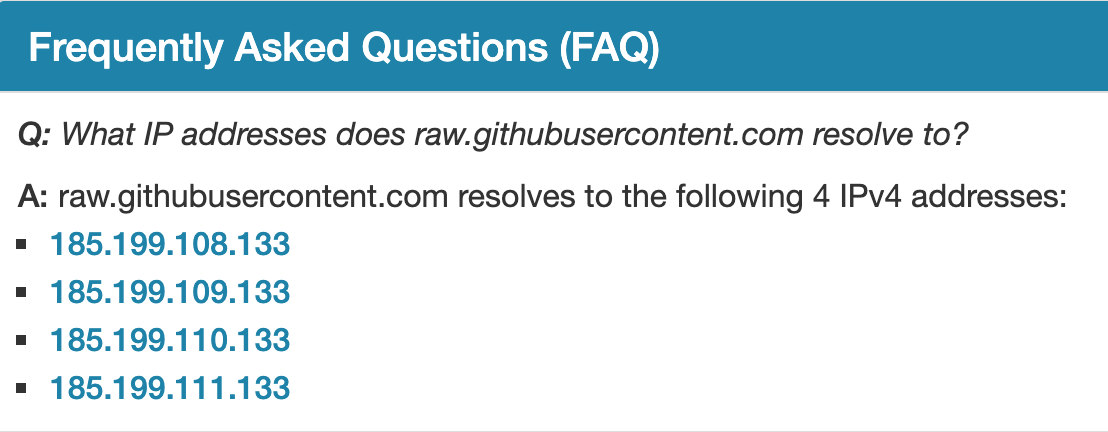 Frequently Asked Questions (FAQ)
Q: What IP addresses does raw.githubusercontent.com resolve to?
A: raw.githubusercontent.com resolves to the following 4 IPv4 addresses:
▪ 185.199.108.133
▪ 185.199.109.133
▪ 185.199.110.133
▪ 185.199.111.133